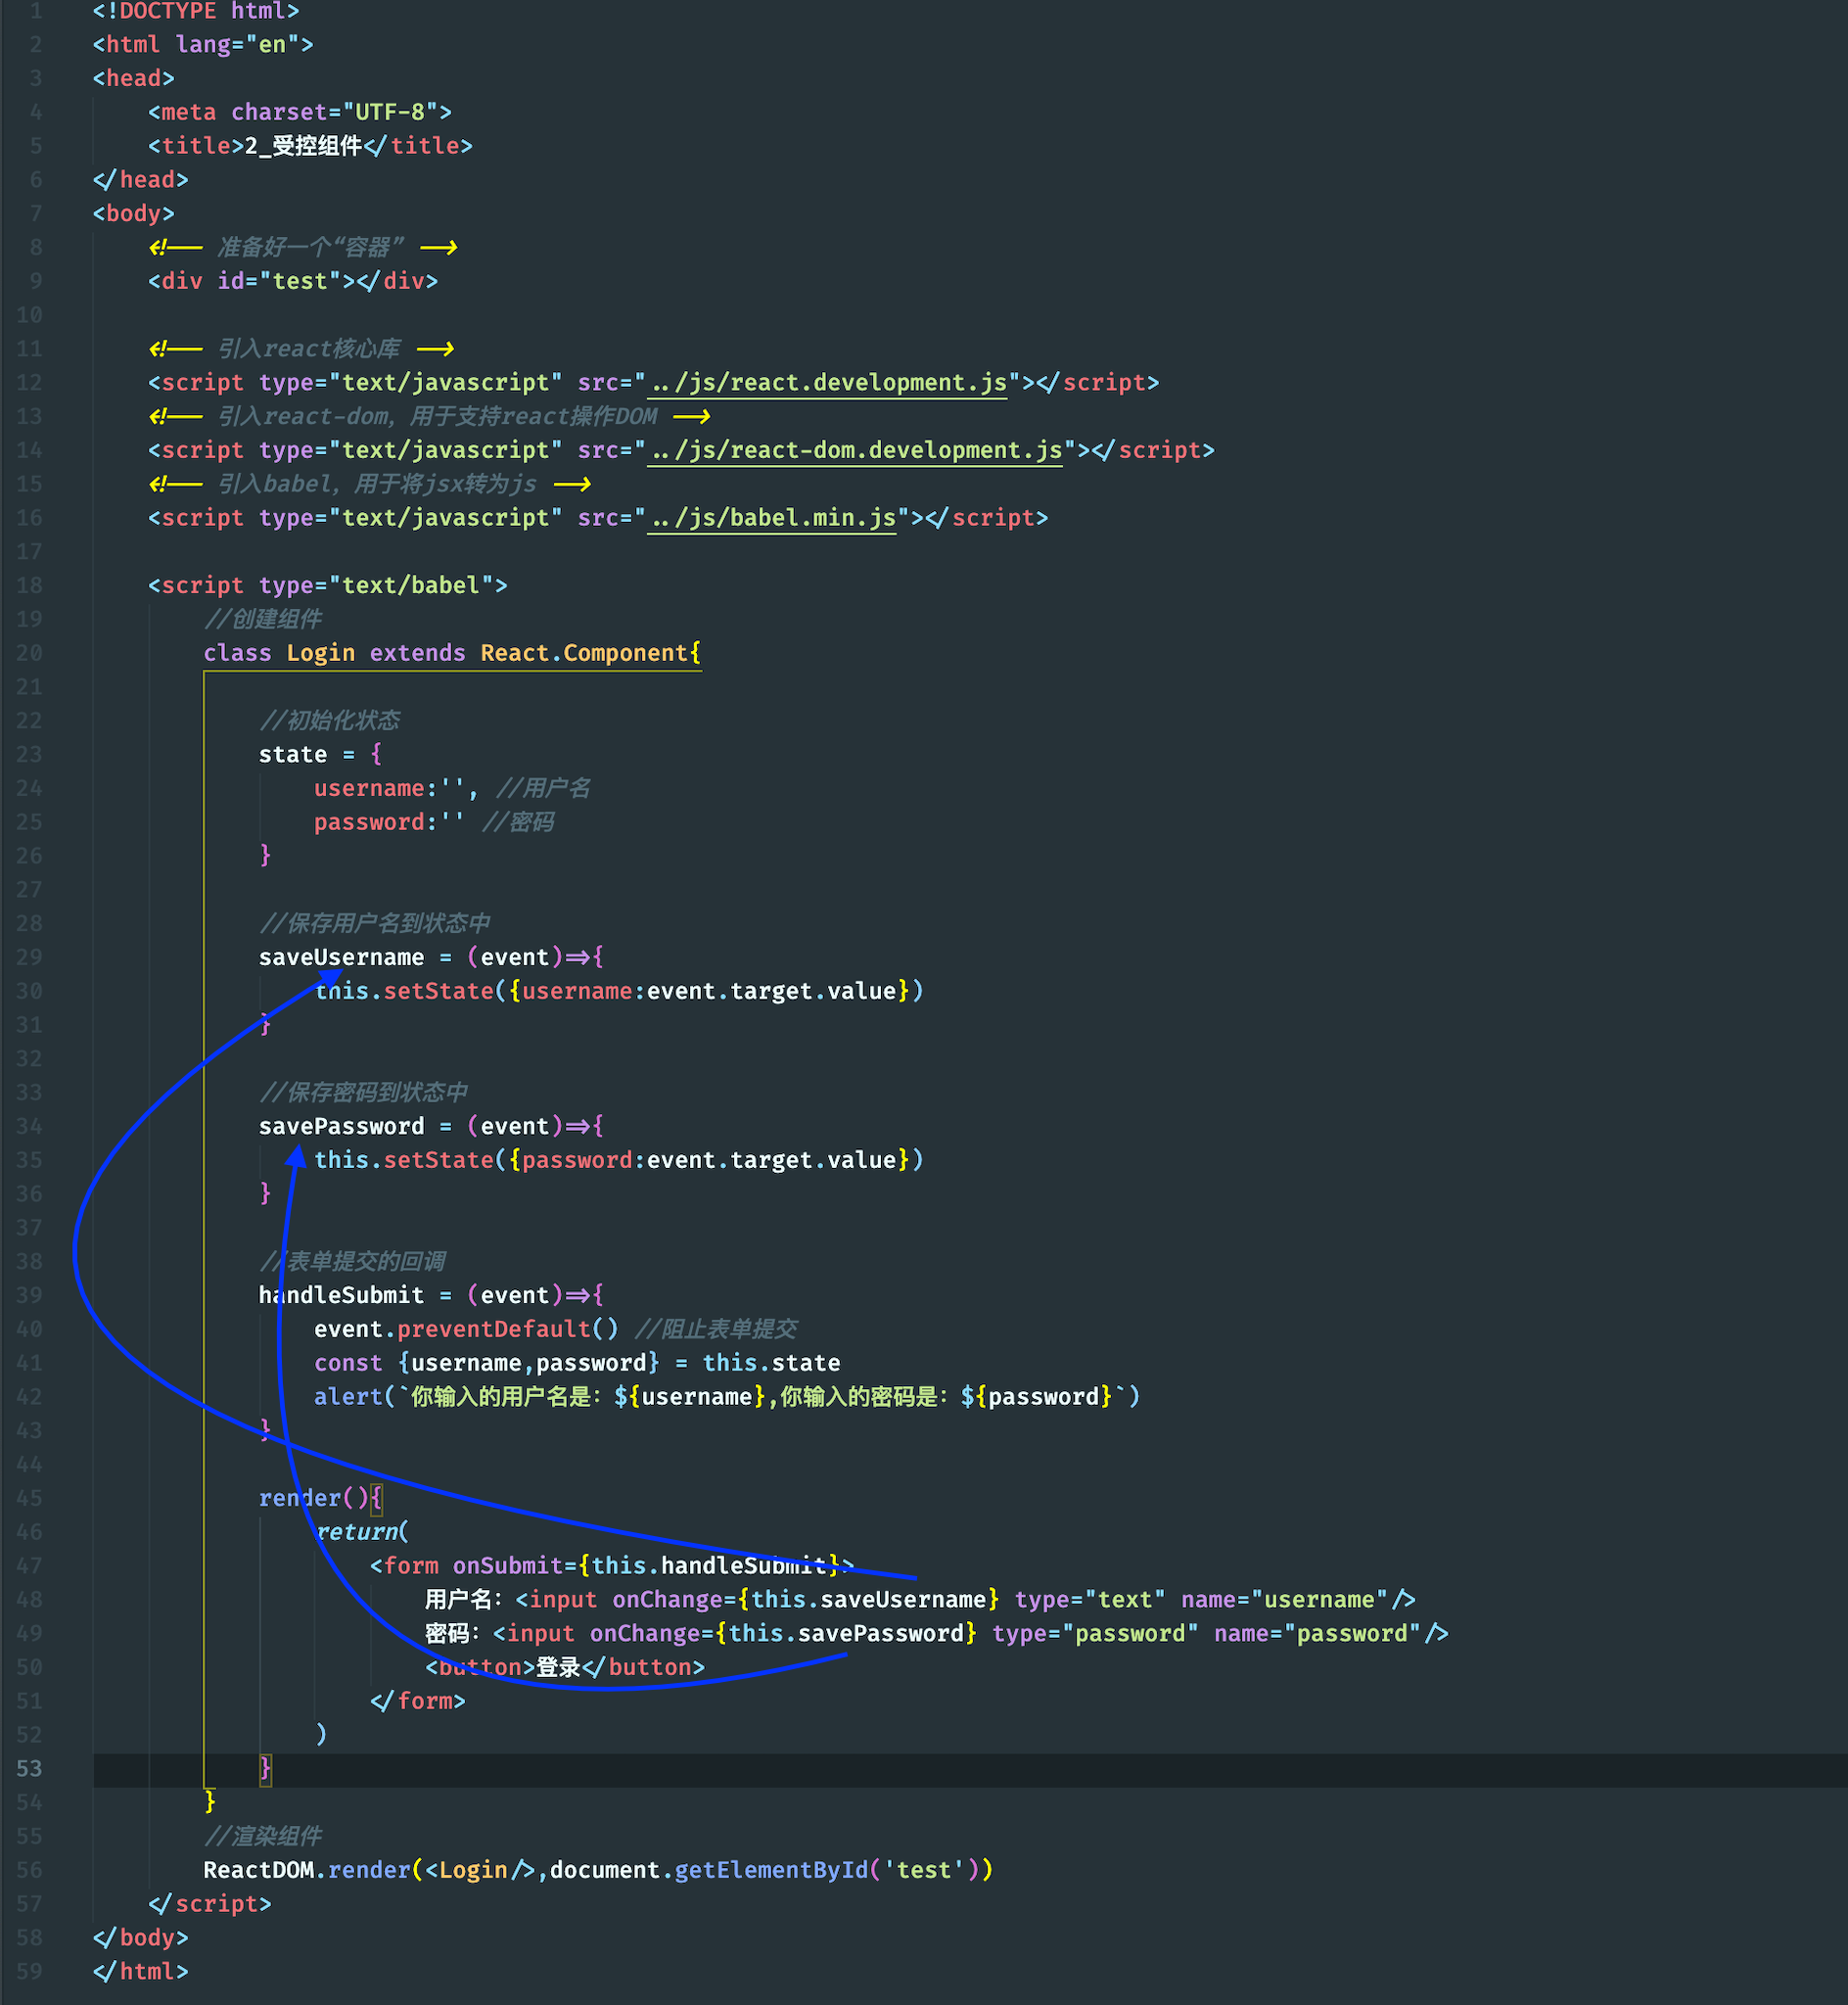 1 <!DOCTYPE html>
2 <html lang="en">
3 <head>
4 <meta charset="UTF-8">
5 <title>2_受控组件</title>
6 </head>
7 <body>
8 <!-- 准备好一个“容器” -->
9 <div id="test"></div>
10
11 <!-- 引入react核心库 -->
12 <script type="text/javascript" src="../js/react.development.js"></script>
13 <!-- 引入react-dom，用于支持react操作DOM -->
14 <script type="text/javascript" src="../js/react-dom.development.js"></script>
15 <!-- 引入babel，用于将jsx转为js -->
16 <script type="text/javascript" src="../js/babel.min.js"></script>
17
18 <script type="text/babel">
19 //创建组件
20 class Login extends React.Component{
21
22 //初始化状态
23 state = {
24 username:'', //用户名
25 password:'' //密码
26 }
27
28 //保存用户名到状态中
29 saveUsername = (event)=>{
30 this.setState({username:event.target.value})
31 }
32
33 //保存密码到状态中
34 savePassword = (event)=>{
35 this.setState({password:event.target.value})
36 }
37
38 //表单提交的回调
39 handleSubmit = (event)=>{
40 event.preventDefault() //阻止表单提交
41 const {username,password} = this.state
42 alert(`你输入的用户名是：${username},你输入的密码是：${password}`)
43 }
44
45 render(){
46 return(
47 <form onSubmit={this.handleSubmit}>
48 用户名：<input onChange={this.saveUsername} type="text" name="username"/>
49 密码：<input onChange={this.savePassword} type="password" name="password"/>
50 <button>登录</button>
51 </form>
52 )
53 }
54 }
55 //渲染组件
56 ReactDOM.render(<Login/>,document.getElementById('test'))
57 </script>
58 </body>
59 </html>